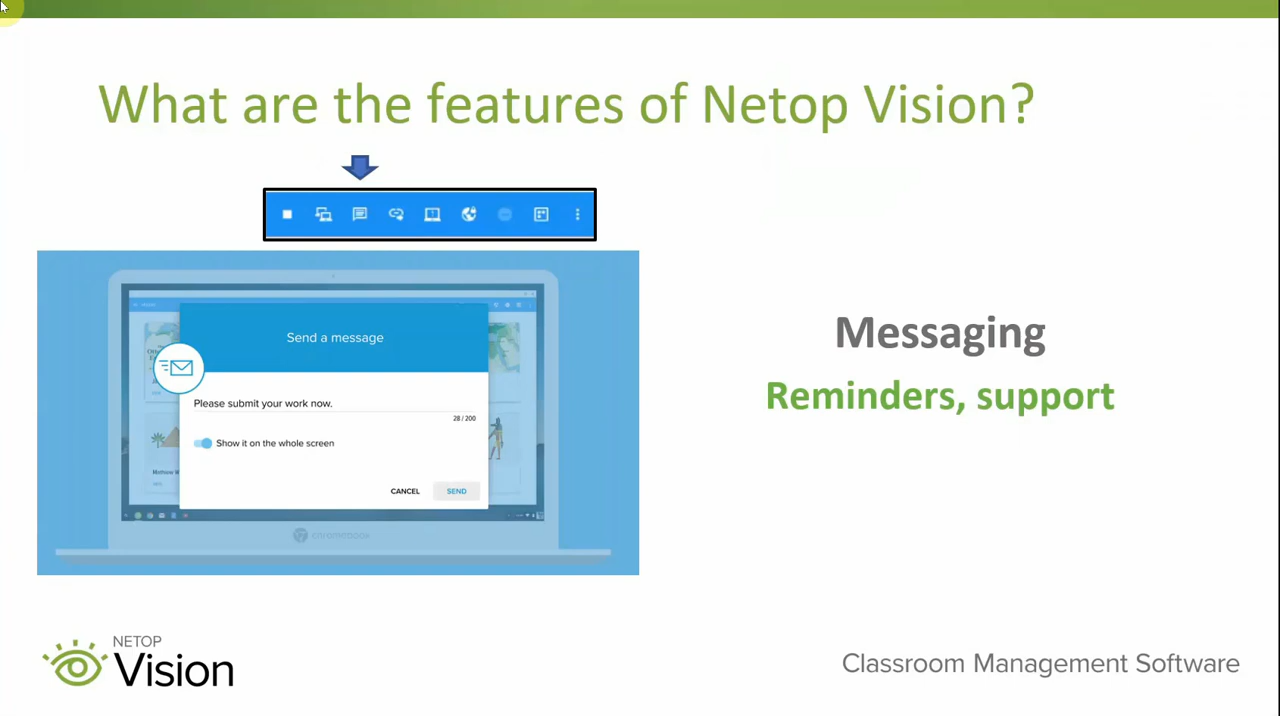 What are the features of Netop Vision?
Send a message
Please submit your work now.
28 / 200
Show it on the whole screen
CANCEL
SEND
chromebook
Messaging
Reminders, support
NETOP
Vision
Classroom Management Software